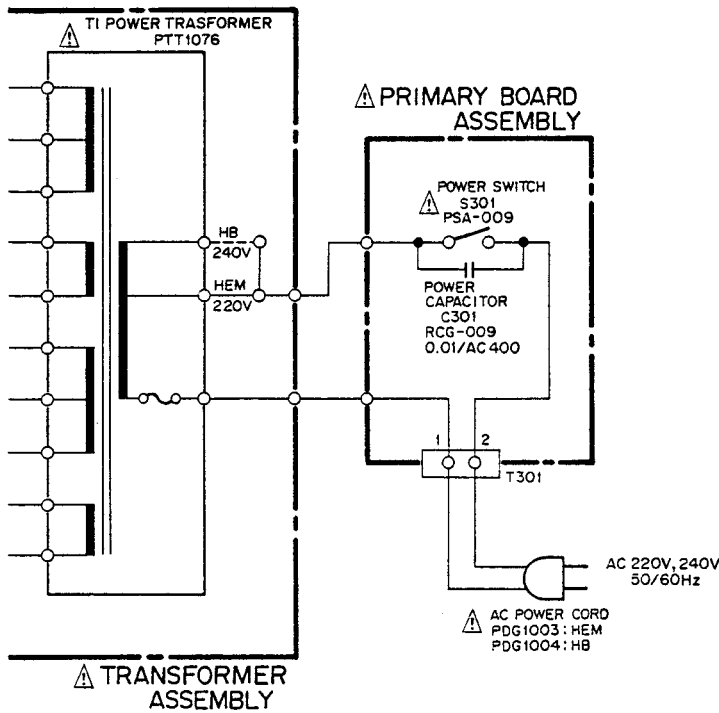 T1 POWER TRASFORMER
PTT1076
PRIMARY BOARD
ASSEMBLY
POWER SWITCH
S301
PSA-009
HB
240V
HEM
220V
POWER
CAPACITOR
C301
RCG-009
0.01/AC400
1 2
T301
AC 220V, 240V
50/60Hz
AC POWER CORD
PDG1003: HEM
PDG1004: HB
TRANSFORMER
ASSEMBLY